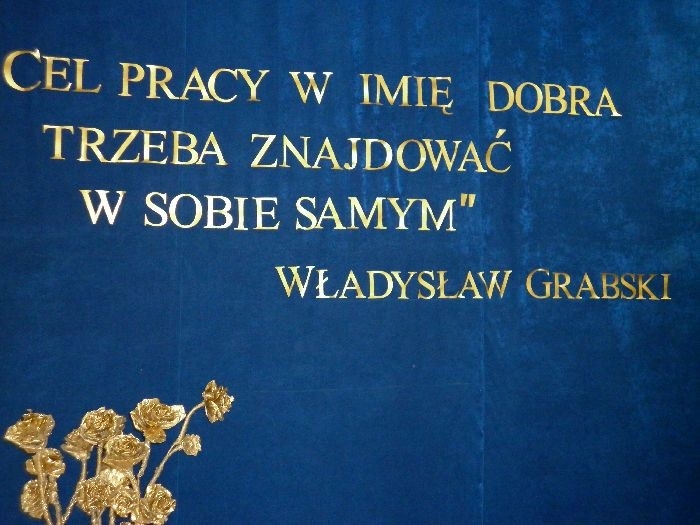 CEL PRACY W IMIĘ DOBRA
TRZEBA ZNAJDOWAĆ
W SOBIE SAMYM"
WŁADYSŁAW GRABSKI